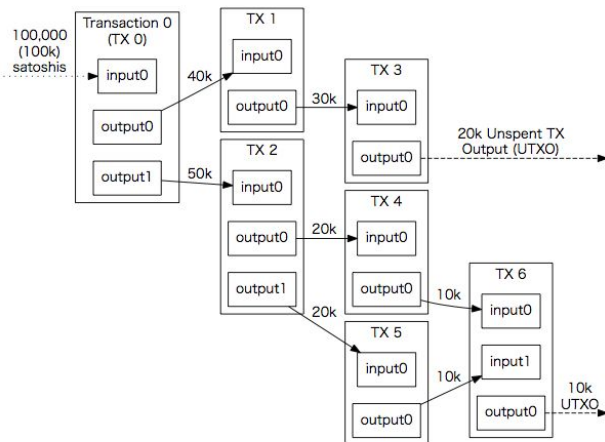 100,000
(100k)
satoshis
Transaction 0
(TX 0)
input0
output0
output1
40k
50k
TX 1
input0
output0
30k
TX 2
input0
output0
output1
20k
20k
TX 3
input0
output0
20k Unspent TX
Output (UTXO)
TX 4
input0
output0
10k
TX 5
input0
output0
10k
TX 6
input0
input1
output0
10k
UTXO